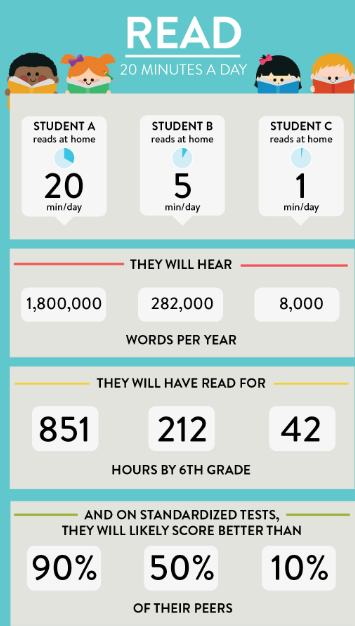 READ
20 MINUTES A DAY
STUDENT A
reads at home
20
min/day
STUDENT B
reads at home
5
min/day
STUDENT C
reads at home
1
min/day
THEY WILL HEAR
1,800,000 282,000 8,000
WORDS PER YEAR
THEY WILL HAVE READ FOR
851 212 42
HOURS BY 6TH GRADE
AND ON STANDARDIZED TESTS,
THEY WILL LIKELY SCORE BETTER THAN
90% 50% 10%
OF THEIR PEERS